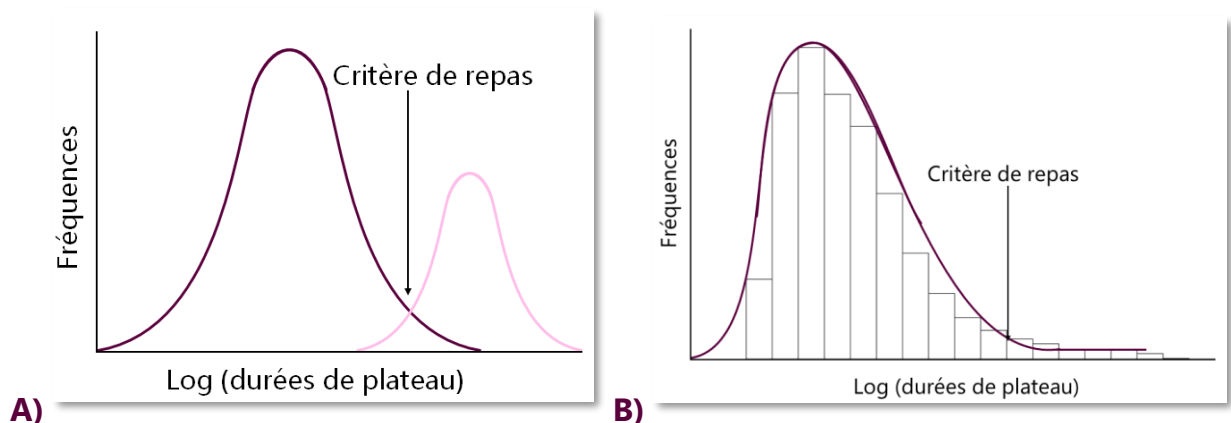 Critère de repas
Fréquences
Log (durées de plateau)
A)
Critère de repas
Fréquences
Log (durées de plateau)
B)